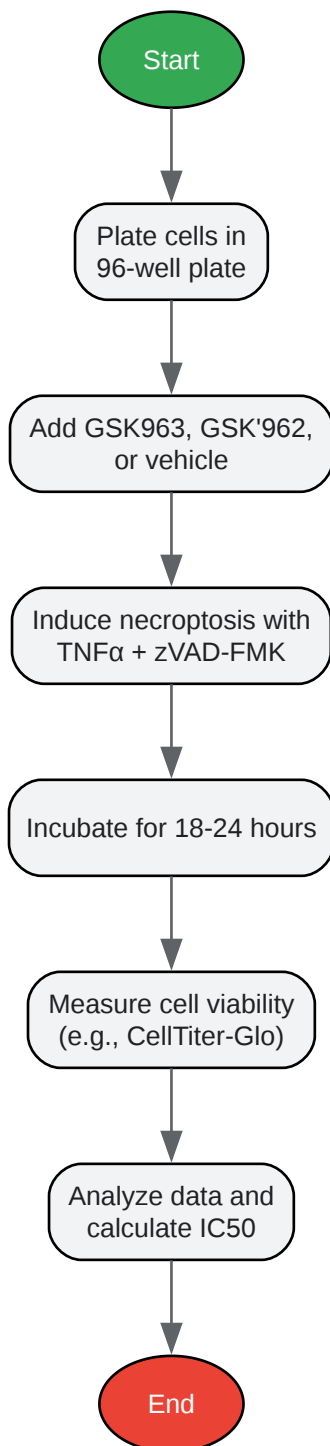 Start
Plate cells in
96-well plate
Add GSK963, GSK'962,
or vehicle
Induce necroptosis with
TNFα + zVAD-FMK
Incubate for 18-24 hours
Measure cell viability
(e.g., CellTiter-Glo)
Analyze data and
calculate IC50
End